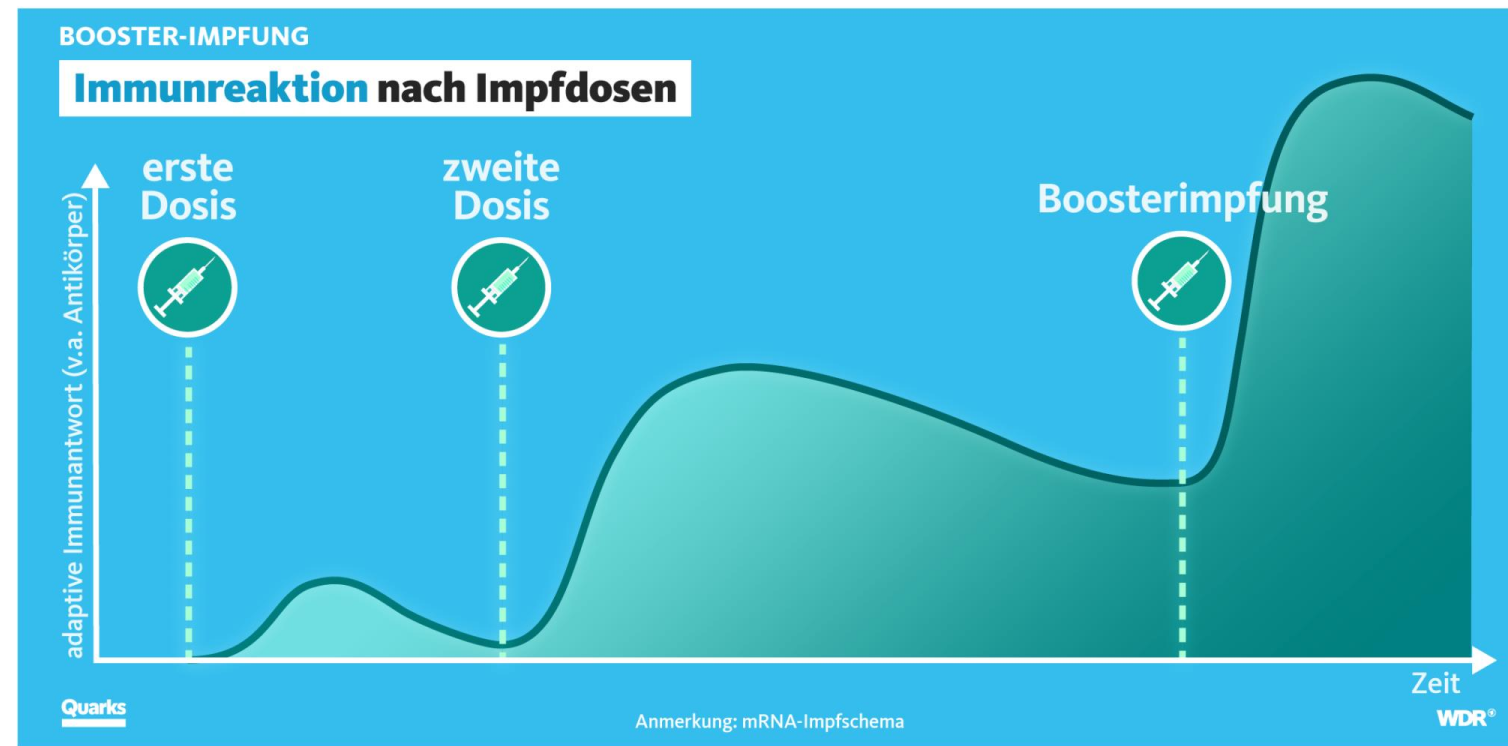 BOOSTER-IMPFUNG
Immunreaktion nach Impfdosen
erste
Dosis
zweite
Dosis
Boosterimpfung
adaptive Immunantwort (v.a. Antikörper)
Zeit
Quarks
Anmerkung: mRNA-Impfschema
WDR®